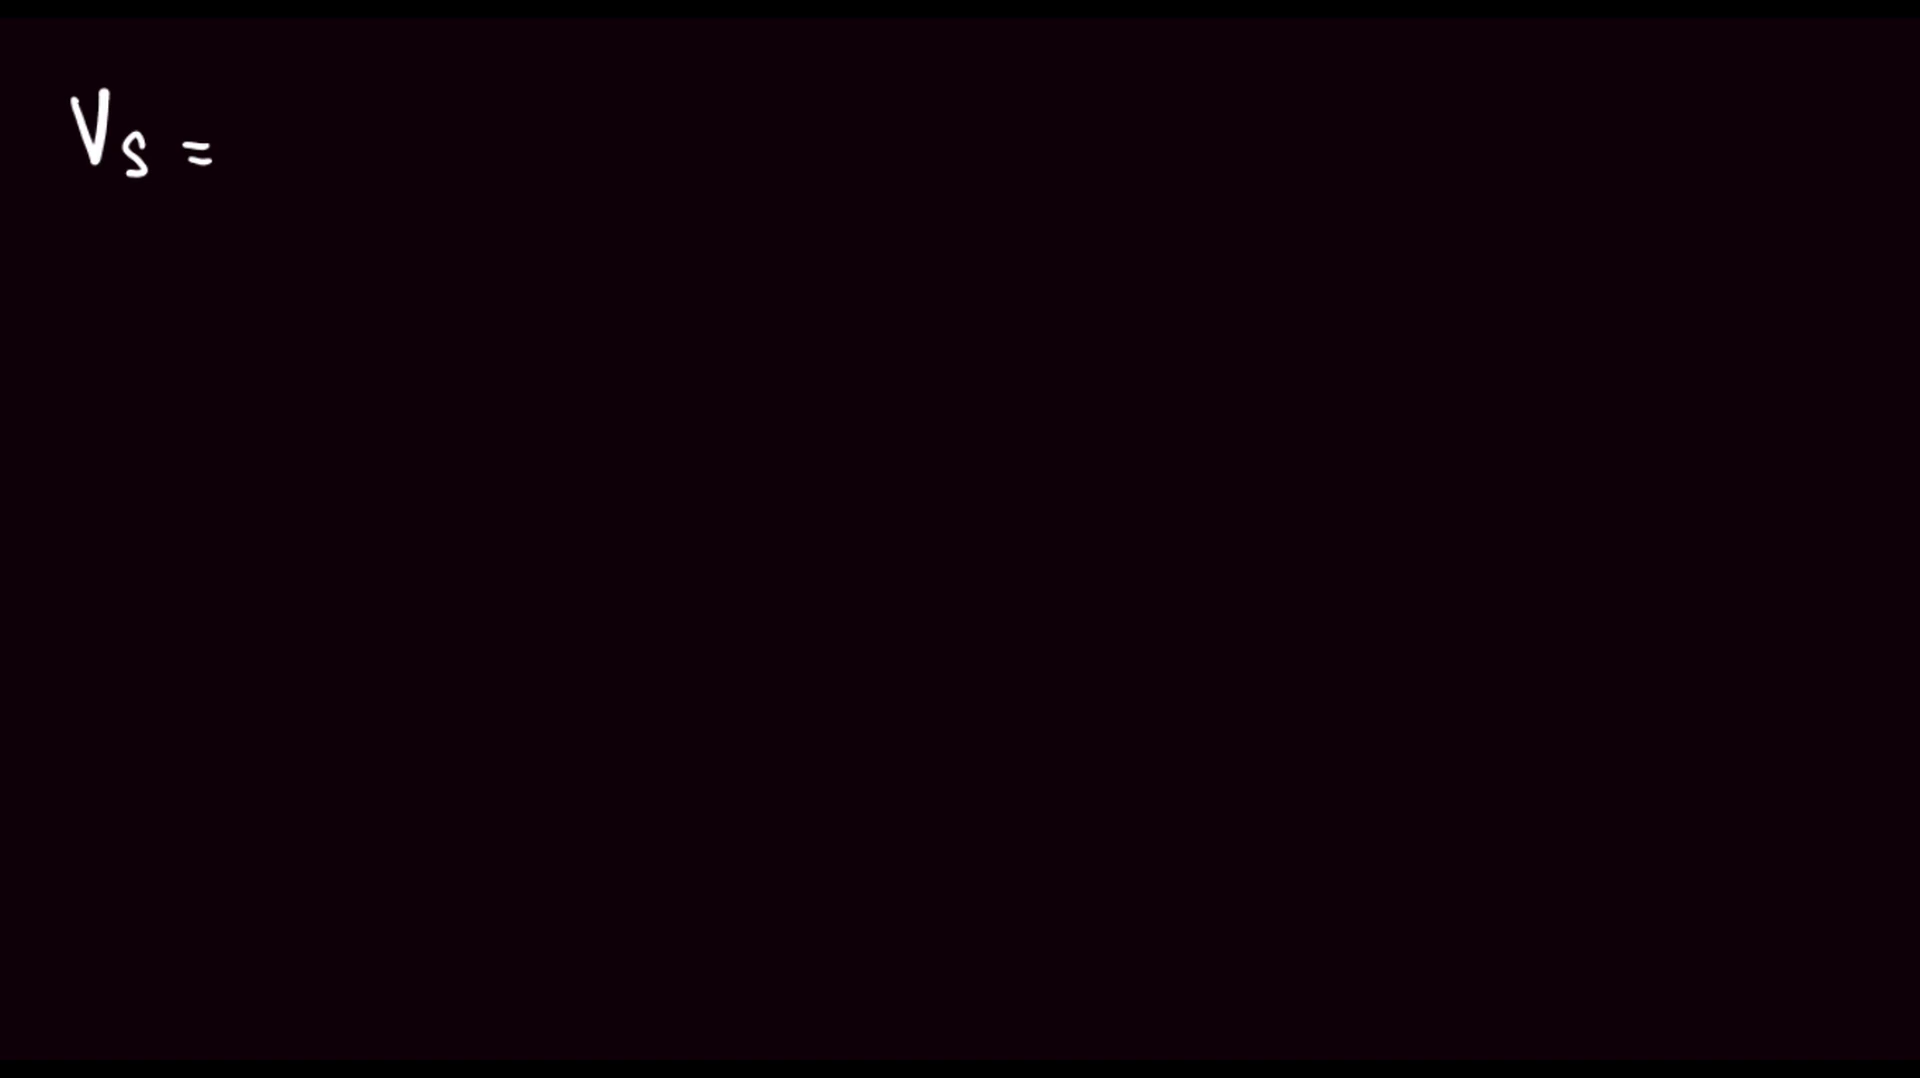 Vs =